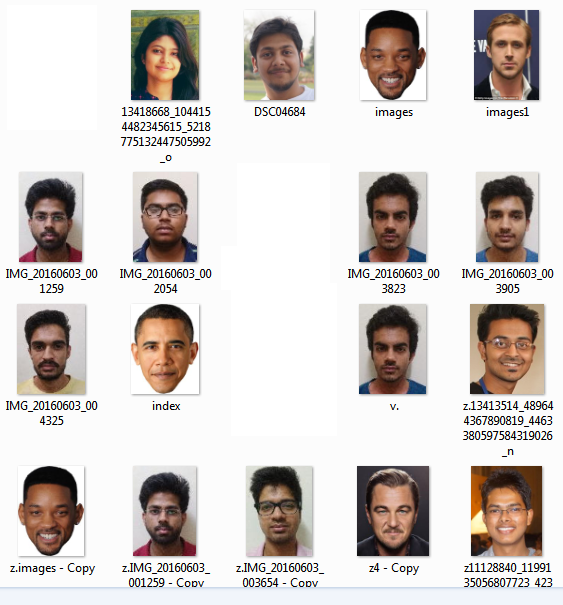 13418668_104415
4482345615_5218
775132447505992
_o
DSC04684
images
images1
IMG_20160603_00
1259
IMG_20160603_00
2054
IMG_20160603_00
3823
IMG_20160603_00
3905
IMG_20160603_00
4325
index
v.
z.13413514_48964
4367890819_4463
380597584319026
_n
z.images - Copy
z.IMG_20160603_
001259 - Copy
z.IMG_20160603_
003654 - Copy
z4 - Copy
z11128840_11991
35056807723_423